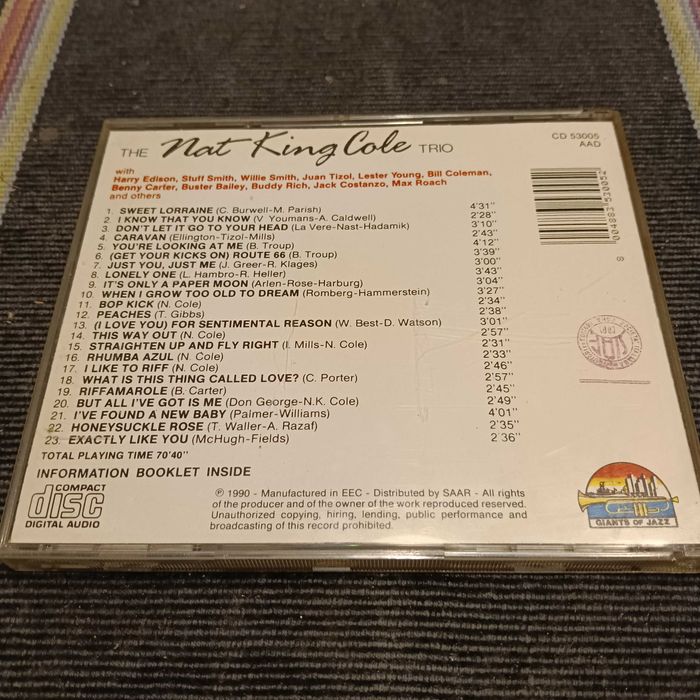 THE Nat King Cole TRIO
CD 53005
AAD
with
Harry Edison, Stuff Smith, Willie Smith, Juan Tizol, Lester Young, Bill Coleman,
Benny Carter, Buster Bailey, Buddy Rich, Jack Costanzo, Max Roach
and others
1. SWEET LORRAINE (C. Burwell-M. Parish) 4'31"
2. I KNOW THAT YOU KNOW (V. Youmans-A. Caldwell) 2'28"
3. DON'T LET IT GO TO YOUR HEAD (La Vere-Nast-Hadamik) 3'10"
4. CARAVAN (Ellington-Tizol-Mills) 2'43"
5. YOU'RE LOOKING AT ME (B. Troup) 4'12"
6. (GET YOUR KICKS ON) ROUTE 66 (B. Troup) 3'39"
7. JUST YOU, JUST ME (J. Greer-R. Klages) 3'00"
8. LONELY ONE (L. Hambro-R. Heller) 3'43"
9. IT'S ONLY A PAPER MOON (Arlen-Rose-Harburg) 3'04"
10. WHEN I GROW TOO OLD TO DREAM (Romberg-Hammerstein) 3'27"
11. BOP KICK (N. Cole) 2'34"
12. PEACHES (T. Gibbs) 2'38"
13. (I LOVE YOU) FOR SENTIMENTAL REASON (W. Best-D. Watson) 3'01"
14. THIS WAY OUT (N. Cole) 2'57"
15. STRAIGHTEN UP AND FLY RIGHT (I. Mills-N. Cole) 2'31"
16. RHUMBA AZUL (N. Cole) 2'33"
17. I LIKE TO RIFF (N. Cole) 2'46"
18. WHAT IS THIS THING CALLED LOVE? (C. Porter) 2'57"
19. RIFFAMAROLE (B. Carter) 2'45"
20. BUT ALL I'VE GOT IS ME (Don George-N.K. Cole) 2'49"
21. I'VE FOUND A NEW BABY (Palmer-Williams) 4'01"
22. HONEYSUCKLE ROSE (T. Waller-A. Razaf) 2'35"
23. EXACTLY LIKE YOU (McHugh-Fields) 2 36"
TOTAL PLAYING TIME 70'40"
INFORMATION BOOKLET INSIDE
8 004883 530052
COMPACT
disc
DIGITAL AUDIO
℗ 1990 - Manufactured in EEC - Distributed by SAAR - All rights
of the producer and of the owner of the work reproduced reserved.
Unauthorized copying, hiring, lending, public performance and
broadcasting of this record prohibited.
GIANTS OF JAZZ